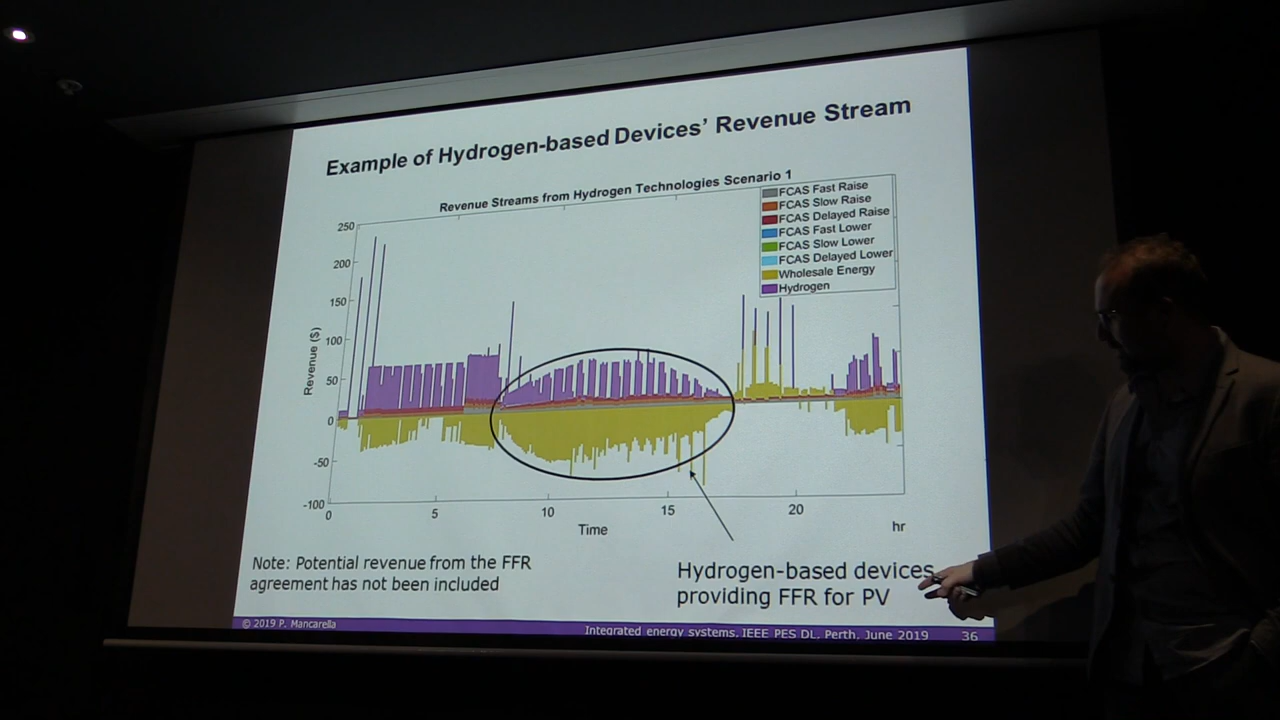 Example of Hydrogen-based Devices' Revenue Stream
Revenue Streams from Hydrogen Technologies Scenario 1
FCAS Fast Raise
FCAS Slow Raise
FCAS Delayed Raise
FCAS Fast Lower
FCAS Slow Lower
FCAS Delayed Lower
Wholesale Energy
Hydrogen
Revenue ($)
250
200
150
100
50
0
-50
-100
0 5 10 15 20
Time
hr
Note: Potential revenue from the FFR
agreement has not been included
Hydrogen-based devices
providing FFR for PV
© 2019 P. Mancarella
Integrated energy systems, IEEE PES DL, Perth, June 2019
36